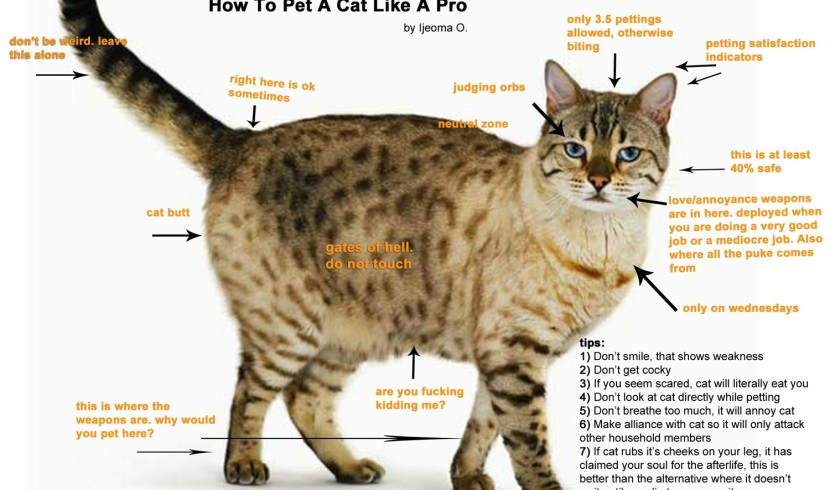 How To Pet A Cat Like A Pro
by Ijeoma O.
only 3.5 pettings
allowed, otherwise
biting
don't be weird. leave
this alone
petting satisfaction
indicators
right here is ok
sometimes
judging orbs
neutral zone
this is at least
40% safe
love/annoyance weapons
are in here. deployed when
you are doing a very good
job or a mediocre job. Also
where all the puke comes
from
cat butt
gates of hell.
do not touch
only on wednesdays
are you fucking
kidding me?
this is where the
weapons are. why would
you pet here?
tips:
1) Don't smile, that shows weakness
2) Don't get cocky
3) If you seem scared, cat will literally eat you
4) Don't look at cat directly while petting
5) Don't breathe too much, it will annoy cat
6) Make alliance with cat so it will only attack
other household members
7) If cat rubs it's cheeks on your leg, it has
claimed your soul for the afterlife, this is
better than the alternative where it doesn't